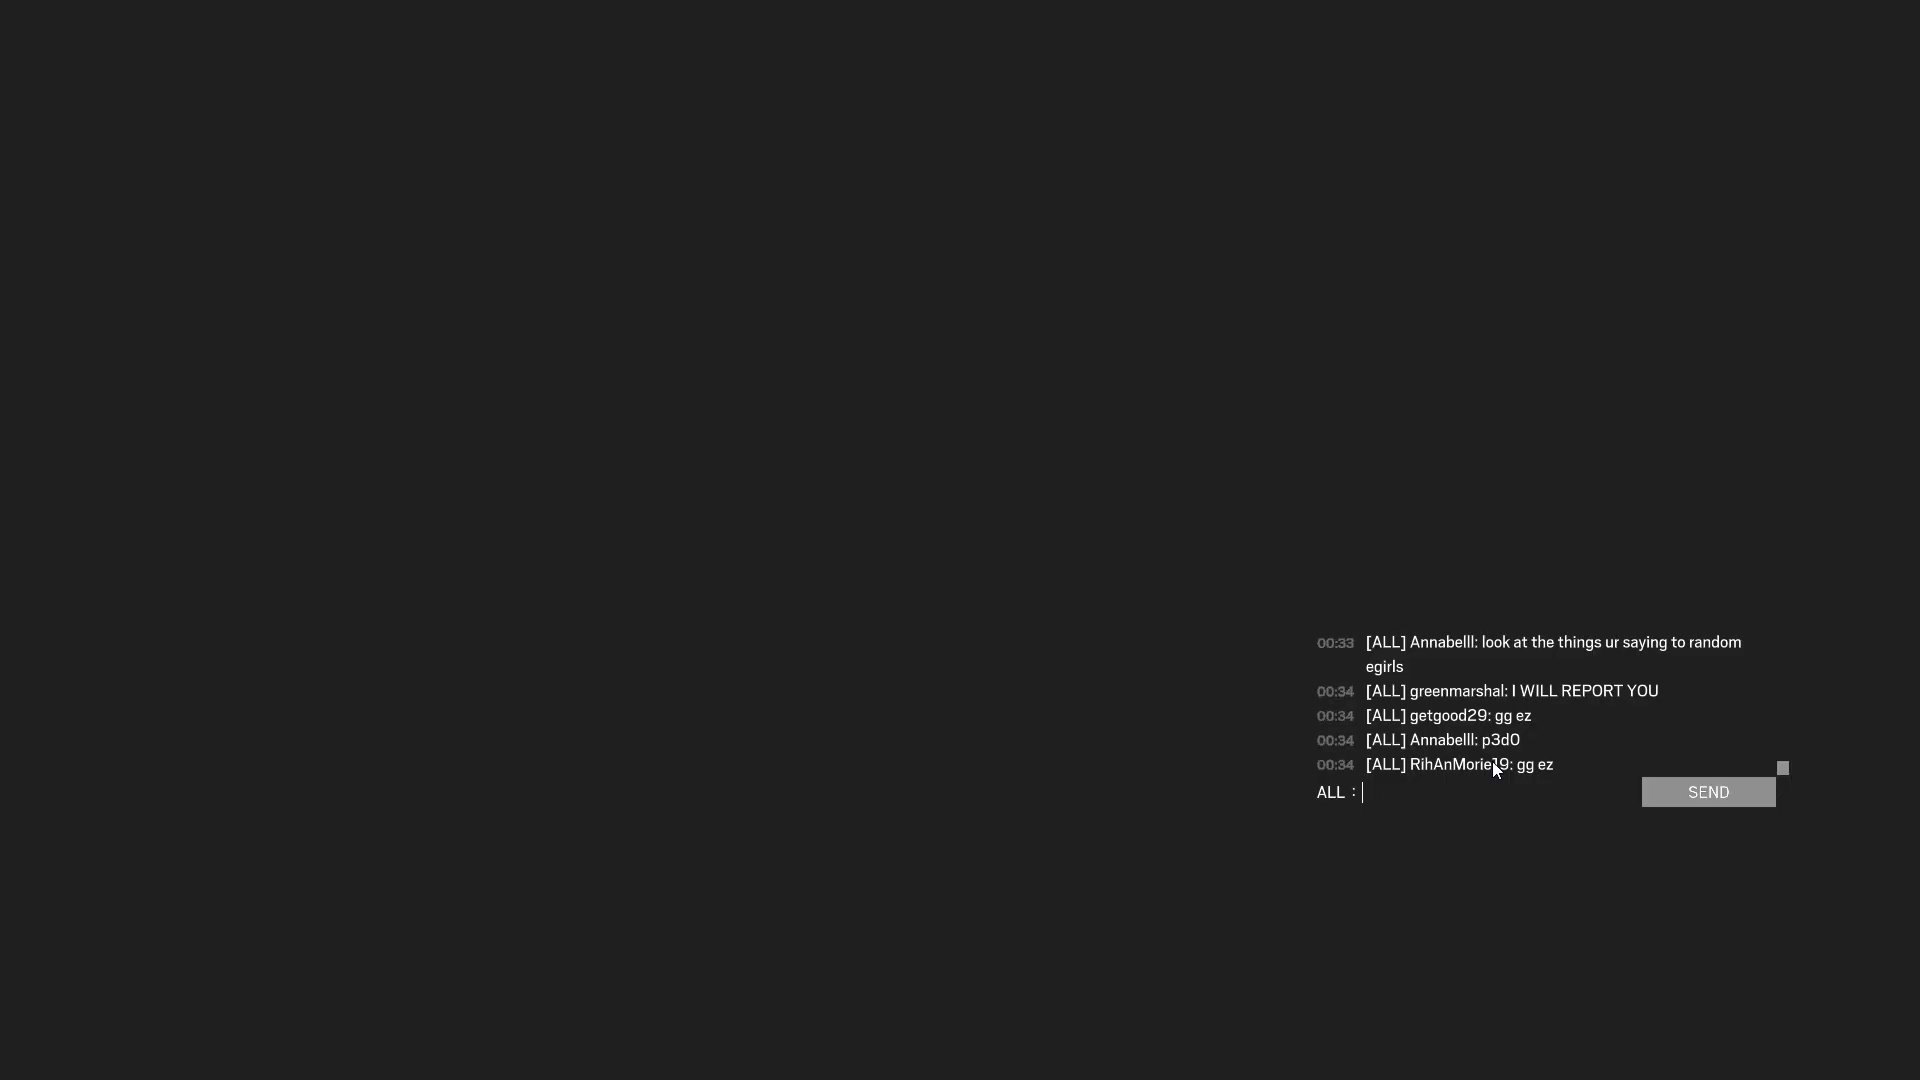 00:33 [ALL] Annabelll: look at the things ur saying to random
egirls
00:34 [ALL] greenmarshal: I WILL REPORT YOU
00:34 [ALL] getgood29: gg ez
00:34 [ALL] Annabelll: p3d0
00:34 [ALL] RihAnMorie19: gg ez
ALL : SEND